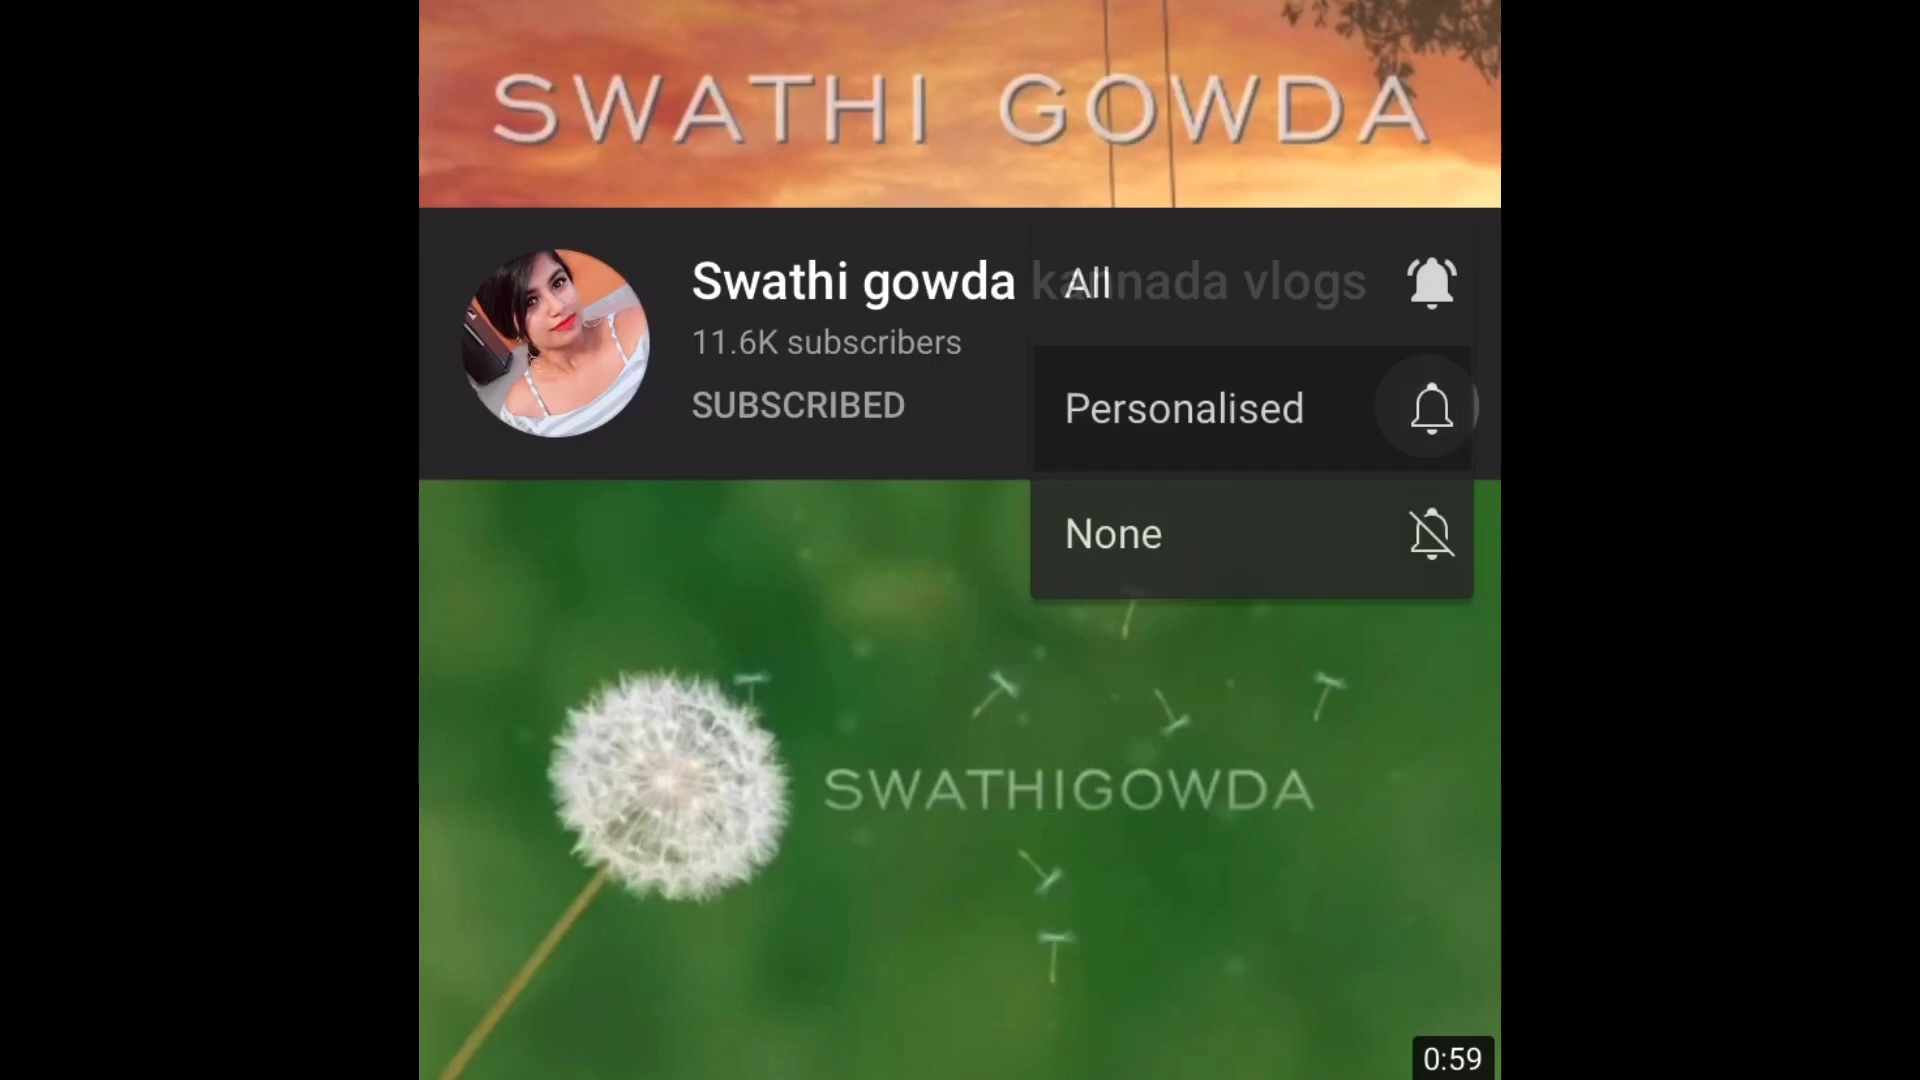 SWATHI GOWDA
Swathi gowda kannada vlogs
All
11.6K subscribers
SUBSCRIBED
Personalised
None
SWATHIGOWDA
0:59